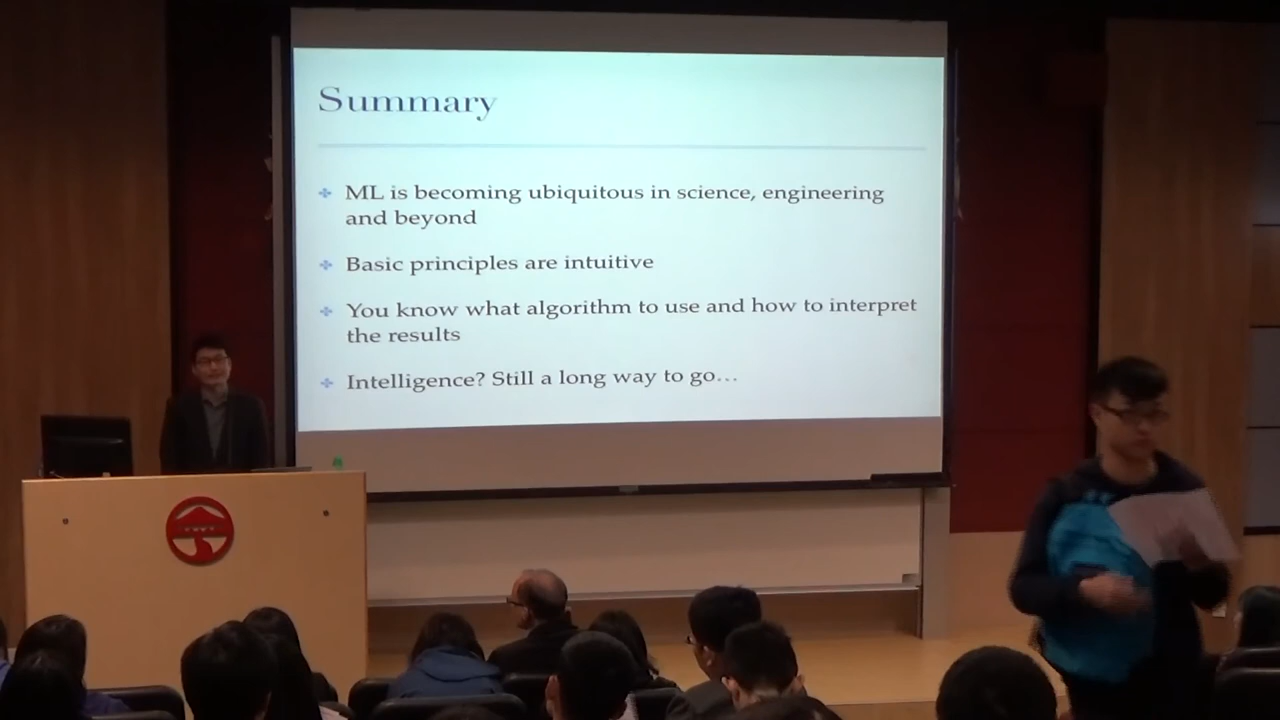 Summary
ML is becoming ubiquitous in science, engineering
and beyond
Basic principles are intuitive
You know what algorithm to use and how to interpret
the results
Intelligence? Still a long way to go...